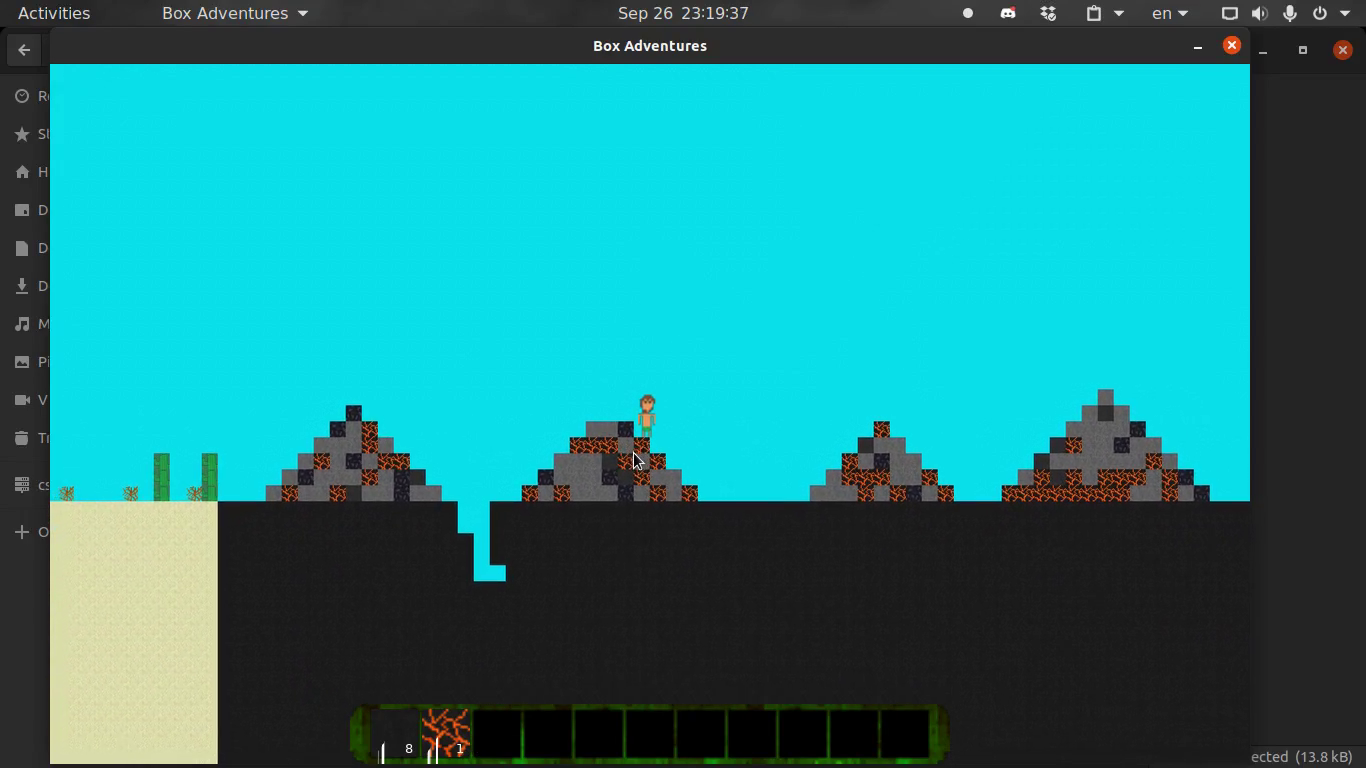 Activities
Box Adventures
Sep 26 23:19:37
en
Box Adventures
H
D
D
D
M
V
O
8
1
ected (13.8 kB)